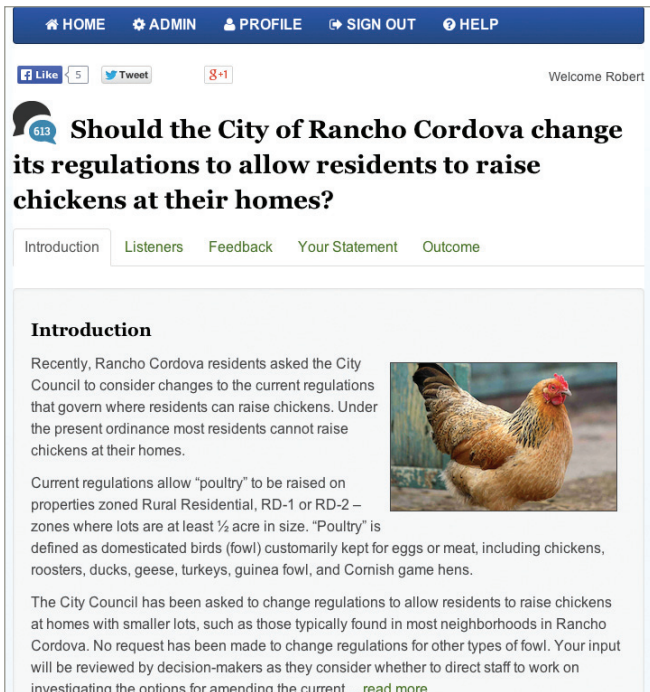 HOME ADMIN PROFILE SIGN OUT HELP
Like 5 Tweet g+1 Welcome Robert
613 Should the City of Rancho Cordova change
its regulations to allow residents to raise
chickens at their homes?
Introduction Listeners Feedback Your Statement Outcome
Introduction
Recently, Rancho Cordova residents asked the City
Council to consider changes to the current regulations
that govern where residents can raise chickens. Under
the present ordinance most residents cannot raise
chickens at their homes.
Current regulations allow “poultry” to be raised on
properties zoned Rural Residential, RD-1 or RD-2 –
zones where lots are at least ½ acre in size. “Poultry” is
defined as domesticated birds (fowl) customarily kept for eggs or meat, including chickens,
roosters, ducks, geese, turkeys, guinea fowl, and Cornish game hens.
The City Council has been asked to change regulations to allow residents to raise chickens
at homes with smaller lots, such as those typically found in most neighborhoods in Rancho
Cordova. No request has been made to change regulations for other types of fowl. Your input
will be reviewed by decision-makers as they consider whether to direct staff to work on
investigating the options for amending the current... read more